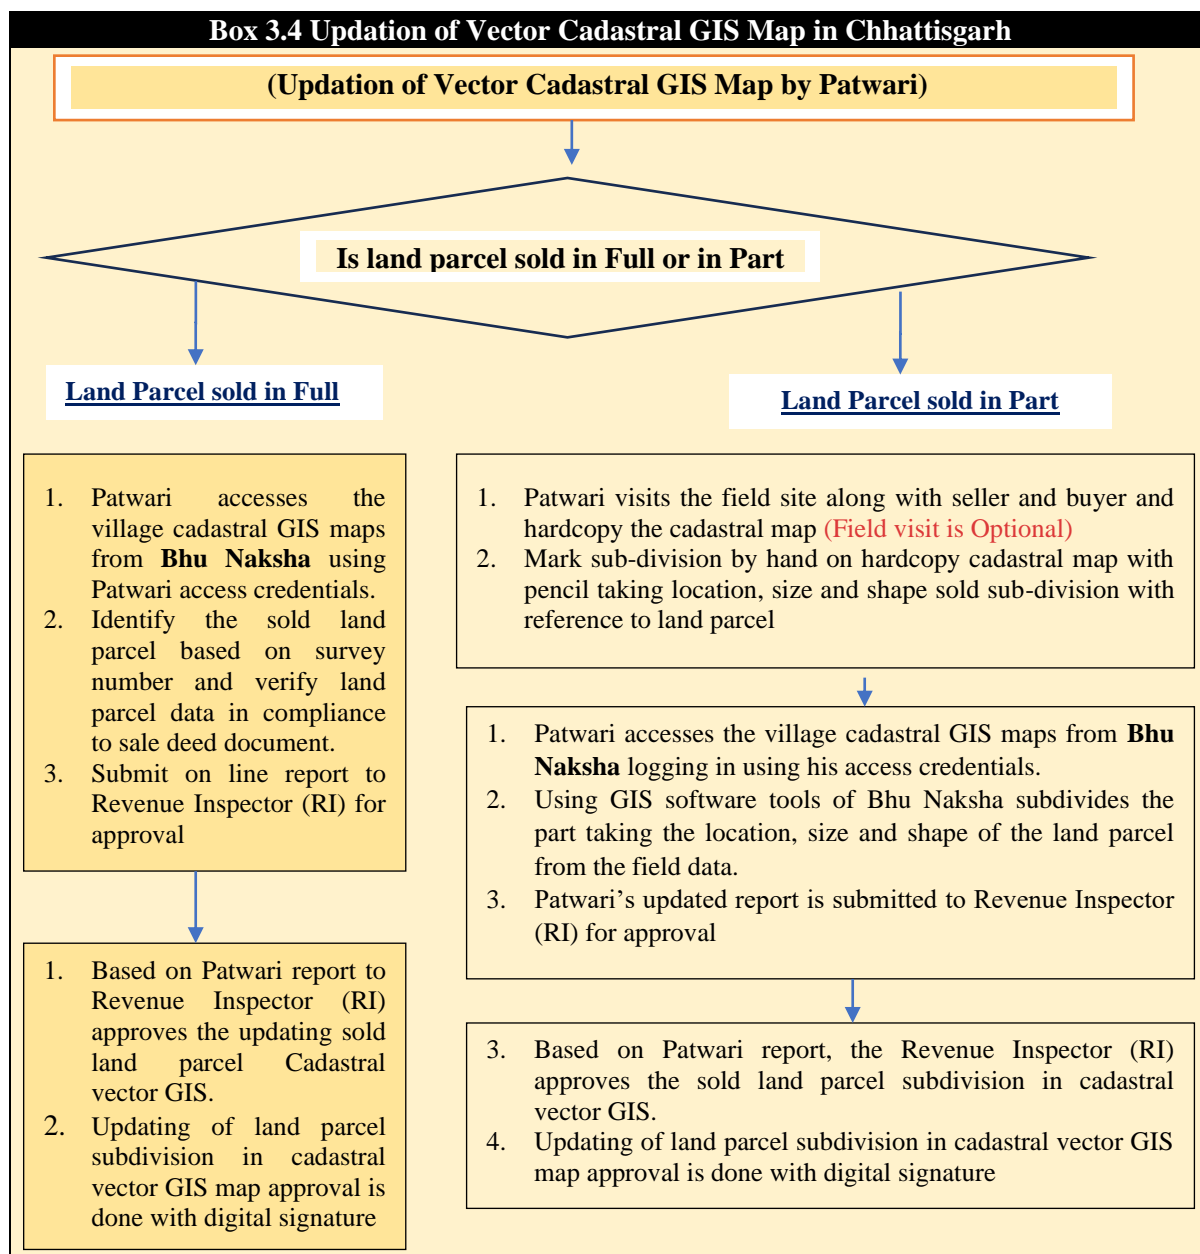 Box 3.4 Updation of Vector Cadastral GIS Map in Chhattisgarh
(Updation of Vector Cadastral GIS Map by Patwari)
Is land parcel sold in Full or in Part
Land Parcel sold in Full
1. Patwari accesses the
village cadastral GIS maps
from Bhu Naksha using
Patwari access credentials.
2. Identify the sold land
parcel based on survey
number and verify land
parcel data in compliance
to sale deed document.
3. Submit on line report to
Revenue Inspector (RI) for
approval
1. Based on Patwari report to
Revenue Inspector (RI)
approves the updating sold
land parcel Cadastral
vector GIS.
2. Updating of land parcel
subdivision in cadastral
vector GIS map approval is
done with digital signature
Land Parcel sold in Part
1. Patwari visits the field site along with seller and buyer and
hardcopy the cadastral map (Field visit is Optional)
2. Mark sub-division by hand on hardcopy cadastral map with
pencil taking location, size and shape sold sub-division with
reference to land parcel
1. Patwari accesses the village cadastral GIS maps from Bhu
Naksha logging in using his access credentials.
2. Using GIS software tools of Bhu Naksha subdivides the
part taking the location, size and shape of the land parcel
from the field data.
3. Patwari's updated report is submitted to Revenue Inspector
(RI) for approval
3. Based on Patwari report, the Revenue Inspector (RI)
approves the sold land parcel subdivision in cadastral
vector GIS.
4. Updating of land parcel subdivision in cadastral vector GIS
map approval is done with digital signature